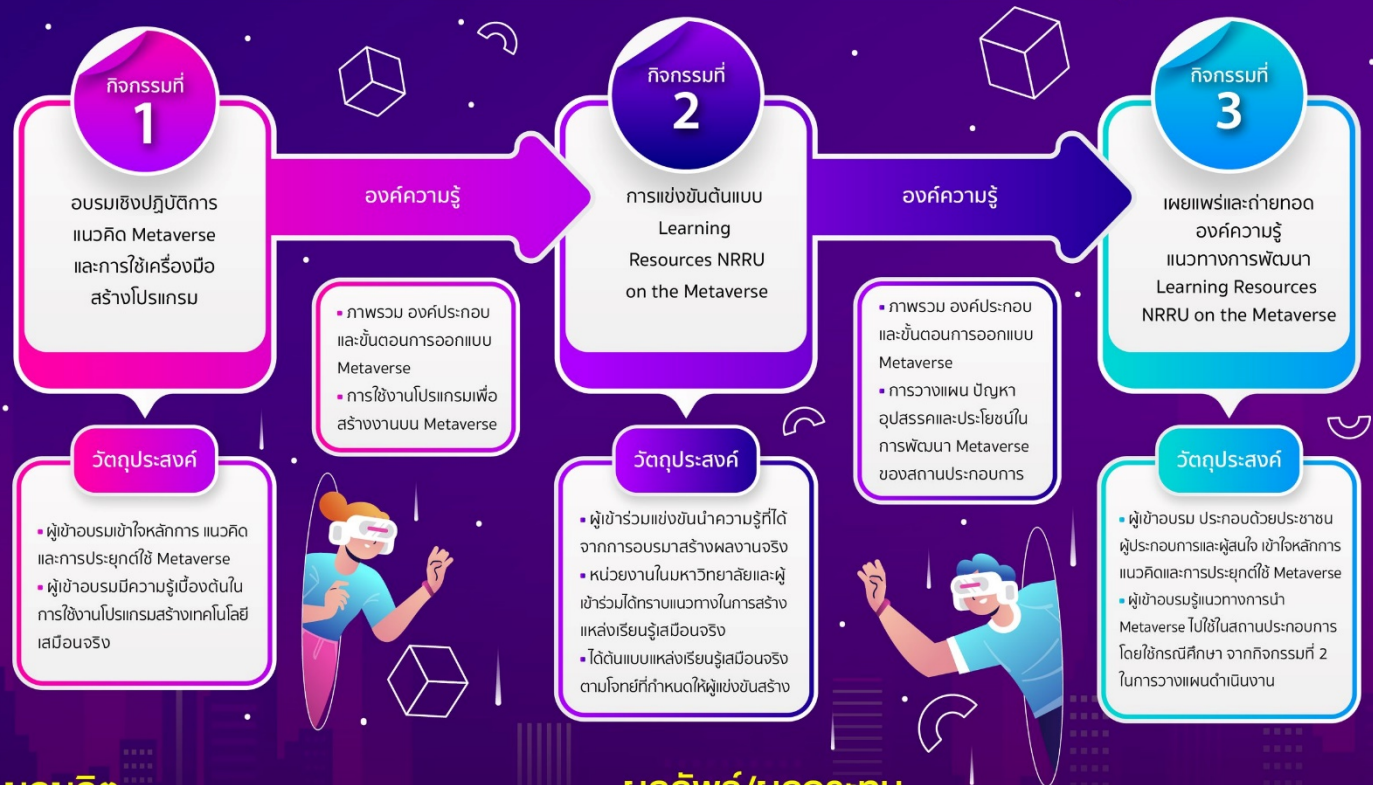 กิจกรรมที่
1
อบรมเชิงปฏิบัติการ
แนวคิด Metaverse
และการใช้เครื่องมือ
สร้างโปรแกรม
วัตถุประสงค์
▪ ผู้เข้าอบรมเข้าใจหลักการ แนวคิด
และการประยุกต์ใช้ Metaverse
▪ ผู้เข้าอบรมมีความรู้เบื้องต้นใน
การใช้งานโปรแกรมสร้างเทคโนโลยี
เสมือนจริง
องค์ความรู้
▪ ภาพรวม องค์ประกอบ
และขั้นตอนการออกแบบ
Metaverse
▪ การใช้งานโปรแกรมเพื่อ
สร้างงานบน Metaverse
กิจกรรมที่
2
การแข่งขันต้นแบบ
Learning
Resources NRRU
on the Metaverse
วัตถุประสงค์
▪ ผู้เข้าร่วมแข่งขันนำความรู้ที่ได้
จากการอบรมมาสร้างผลงานจริง
▪ หน่วยงานในมหาวิทยาลัยและผู้
เข้าร่วมได้ทราบแนวทางในการสร้าง
แหล่งเรียนรู้เสมือนจริง
▪ ได้ต้นแบบแหล่งเรียนรู้เสมือนจริง
ตามโจทย์ที่กำหนดให้ผู้แข่งขันสร้าง
องค์ความรู้
▪ ภาพรวม องค์ประกอบ
และขั้นตอนการออกแบบ
Metaverse
▪ การวางแผน ปัญหา
อุปสรรคและประโยชน์ใน
การพัฒนา Metaverse
ของสถานประกอบการ
กิจกรรมที่
3
เผยแพร่และถ่ายทอด
องค์ความรู้
แนวทางการพัฒนา
Learning Resources
NRRU on the Metaverse
วัตถุประสงค์
▪ ผู้เข้าอบรม ประกอบด้วยประชาชน
ผู้ประกอบการและผู้สนใจ เข้าใจหลักการ
แนวคิดและการประยุกต์ใช้ Metaverse
▪ ผู้เข้าอบรมรู้แนวทางการนำ
Metaverse ไปใช้ในสถานประกอบการ
โดยใช้กรณีศึกษา จากกิจกรรมที่ 2
ในการวางแผนดำเนินงาน